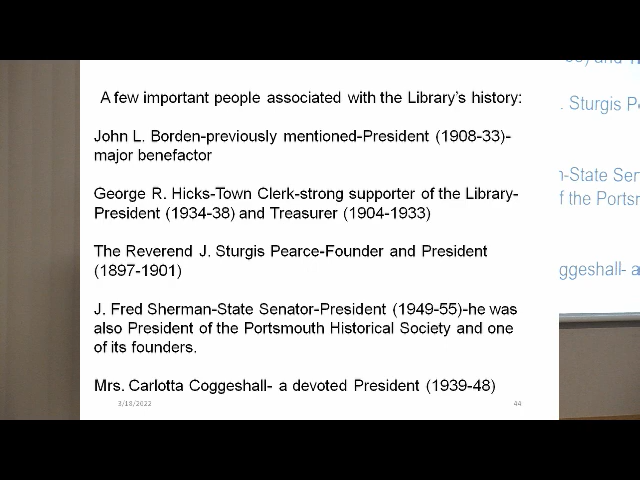 A few important people associated with the Library's history:
John L. Borden-previously mentioned-President (1908-33)-
major benefactor
George R. Hicks-Town Clerk-strong supporter of the Library-
President (1934-38) and Treasurer (1904-1933)
The Reverend J. Sturgis Pearce-Founder and President
(1897-1901)
J. Fred Sherman-State Senator-President (1949-55)-he was
also President of the Portsmouth Historical Society and one
of its founders.
Mrs. Carlotta Coggeshall- a devoted President (1939-48)
3/18/2022
44
. Sturgis P
-State Sen
f the Portsm
ggeshall- a